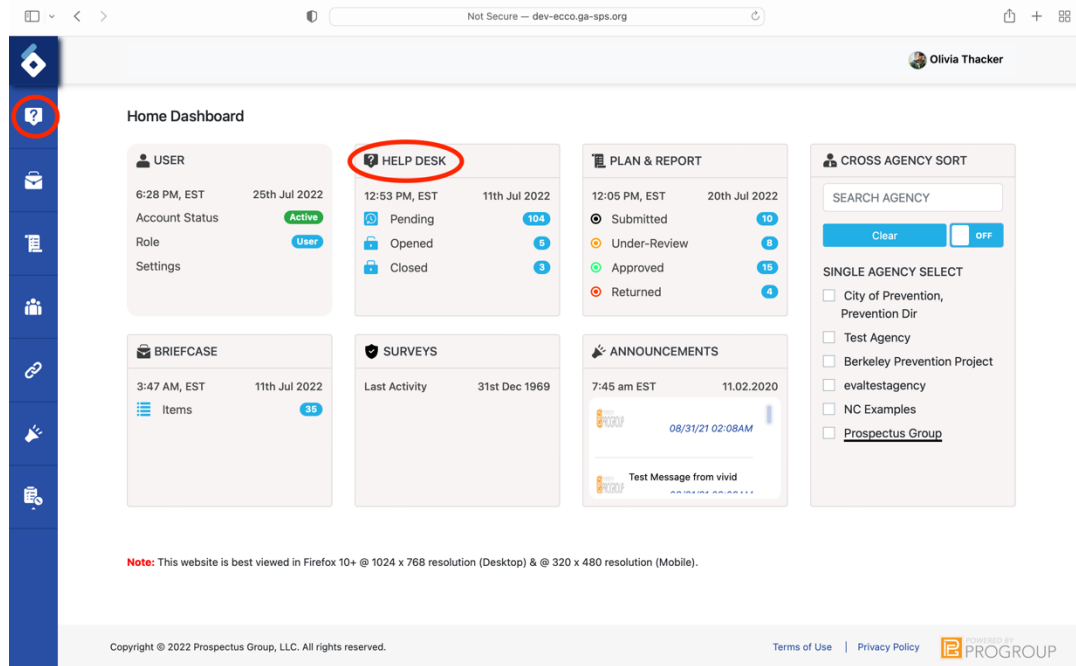 Not Secure — dev-ecco.ga-sps.org
Olivia Thacker
Home Dashboard
USER
6:28 PM, EST 25th Jul 2022
Account Status Active
Role User
Settings
HELP DESK
12:53 PM, EST 11th Jul 2022
Pending 104
Opened 5
Closed 3
PLAN & REPORT
12:05 PM, EST 20th Jul 2022
Submitted 10
Under-Review 8
Approved 15
Returned 4
CROSS AGENCY SORT
SEARCH AGENCY
Clear OFF
SINGLE AGENCY SELECT
City of Prevention,
Prevention Dir
Test Agency
Berkeley Prevention Project
evaltestagency
NC Examples
Prospectus Group
BRIEFCASE
3:47 AM, EST 11th Jul 2022
Items 35
SURVEYS
Last Activity 31st Dec 1969
ANNOUNCEMENTS
7:45 am EST 11.02.2020
PROGROUP
08/31/21 02:08AM
Test Message from vivid
PROGROUP
Note: This website is best viewed in Firefox 10+ @ 1024 x 768 resolution (Desktop) & @ 320 x 480 resolution (Mobile).
Copyright © 2022 Prospectus Group, LLC. All rights reserved.
Terms of Use | Privacy Policy
POWERED BY
PROGROUP